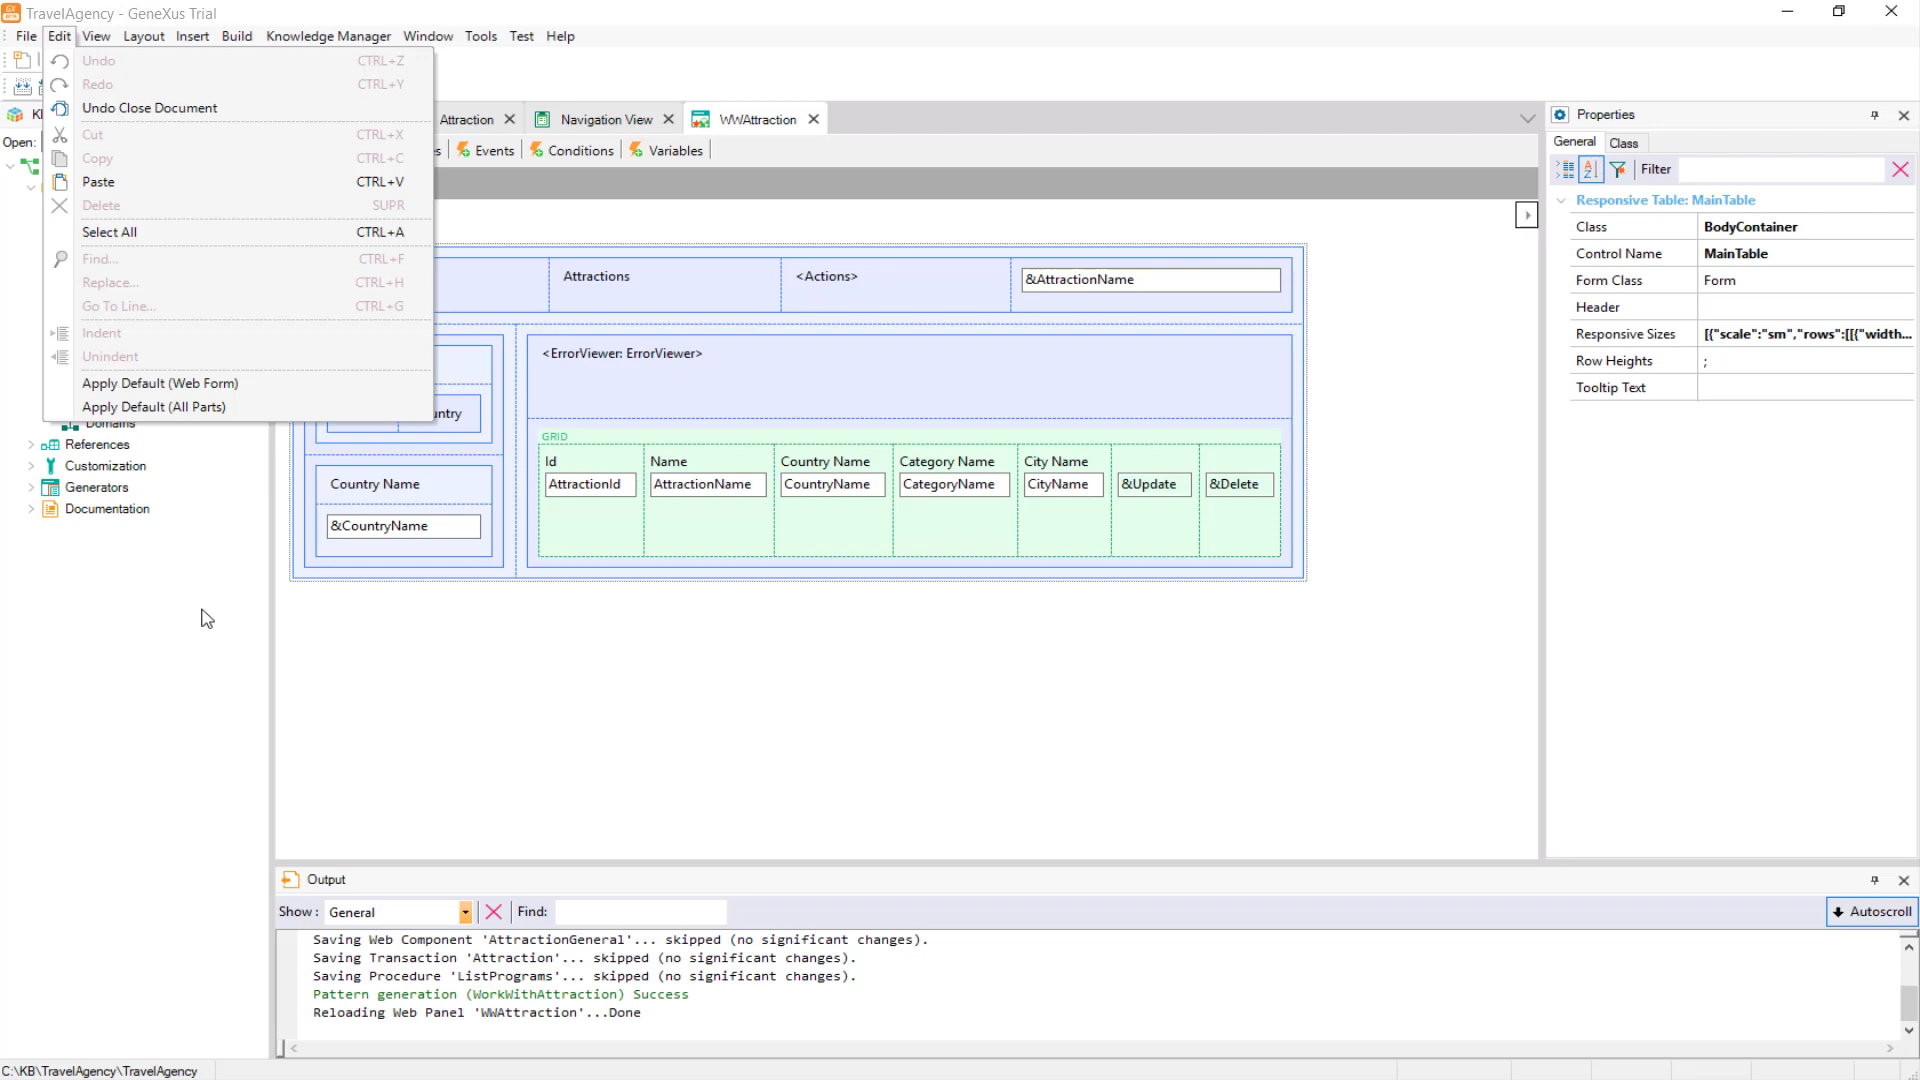 TravelAgency - GeneXus Trial
File Edit View Layout Insert Build Knowledge Manager Window Tools Test Help
Undo CTRL+Z
Redo CTRL+Y
Undo Close Document
Cut CTRL+X
Copy CTRL+C
Paste CTRL+V
Delete SUPR
Select All CTRL+A
Find... CTRL+F
Replace... CTRL+H
Go To Line... CTRL+G
Indent
Unindent
Apply Default (Web Form)
Apply Default (All Parts)
Open:
Domains
References
Customization
Generators
Documentation
Attraction Navigation View WWAttraction
Events Conditions Variables
Attractions <Actions> &AttractionName
<ErrorViewer: ErrorViewer>
untry
Country Name
&CountryName
GRID
Id Name Country Name Category Name City Name
AttractionId AttractionName CountryName CategoryName CityName &Update &Delete
Properties
General Class
Filter
Responsive Table: MainTable
Class BodyContainer
Control Name MainTable
Form Class Form
Header
Responsive Sizes [{"scale":"sm","rows":[[{"width...
Row Heights ;
Tooltip Text
Output
Show : General Find: Autoscroll
Saving Web Component 'AttractionGeneral'... skipped (no significant changes).
Saving Transaction 'Attraction'... skipped (no significant changes).
Saving Procedure 'ListPrograms'... skipped (no significant changes).
Pattern generation (WorkWithAttraction) Success
Reloading Web Panel 'WWAttraction'...Done
C:\KB\TravelAgency\TravelAgency